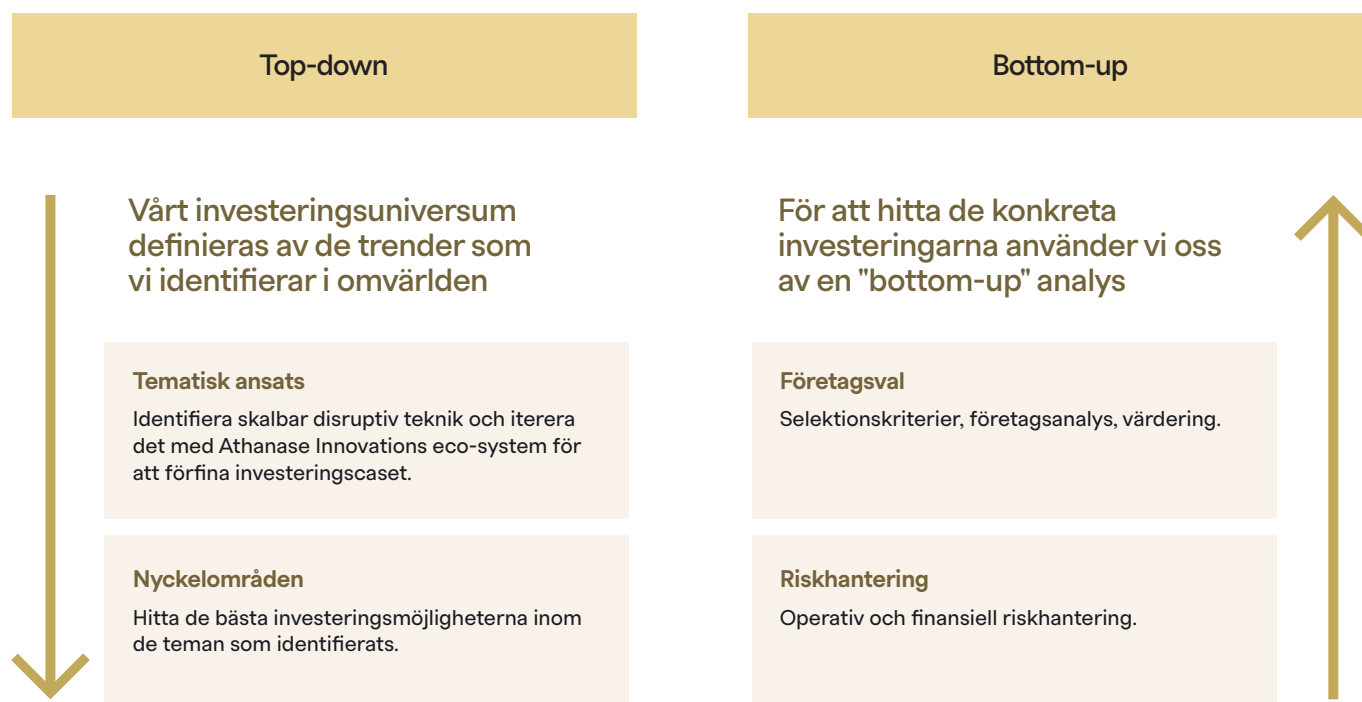 Top-down
Vårt investeringsuniversum
definieras av de trender som
vi identifierar i omvärlden
Tematisk ansats
Identifiera skalbar disruptiv teknik och iterera
det med Athanase Innovations eco-system för
att förfina investeringscaset.
Nyckelområden
Hitta de bästa investeringsmöjligheterna inom
de teman som identifierats.
Bottom-up
För att hitta de konkreta
investeringarna använder vi oss
av en "bottom-up" analys
Företagsval
Selektionskriterier, företagsanalys, värdering.
Riskhantering
Operativ och finansiell riskhantering.